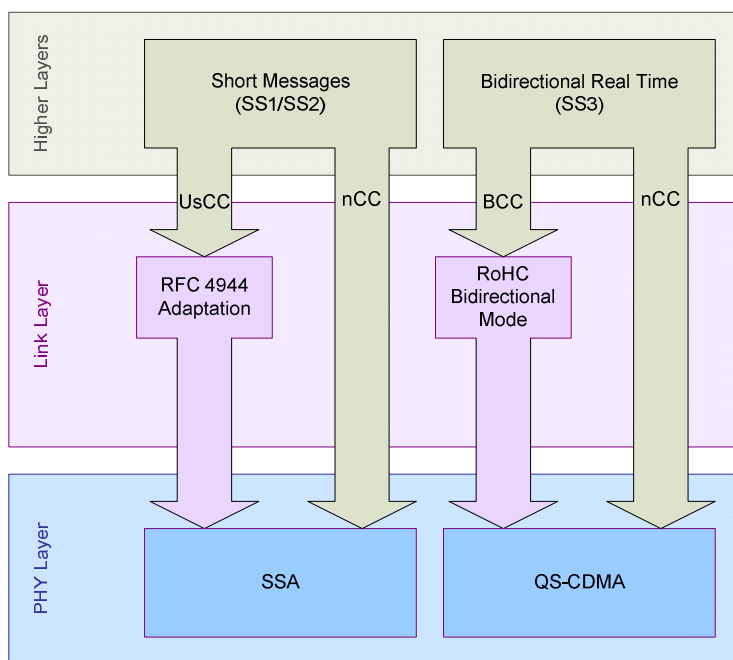 Higher Layers
Short Messages
(SS1/SS2)
Bidirectional Real Time
(SS3)
UsCC
nCC
BCC
nCC
Link Layer
RFC 4944
Adaptation
RoHC
Bidirectional
Mode
PHY Layer
SSA
QS-CDMA